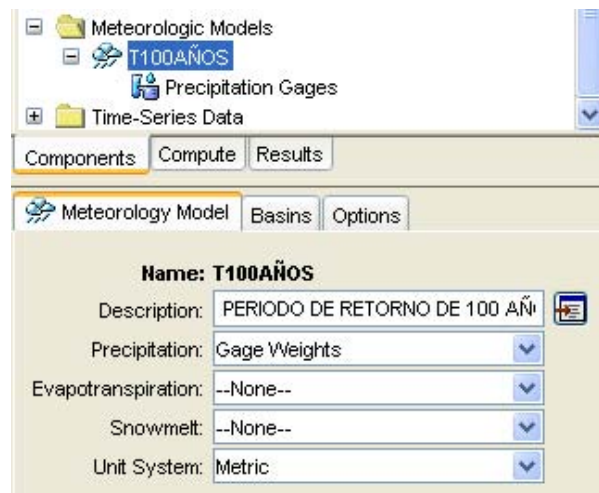 Meteorologic Models
T100AÑOS
Precipitation Gages
Time-Series Data
Components Compute Results
Meteorology Model Basins Options
Name: T100AÑOS
Description: PERIODO DE RETORNO DE 100 AÑ
Precipitation: Gage Weights
Evapotranspiration: --None--
Snowmelt: --None--
Unit System: Metric